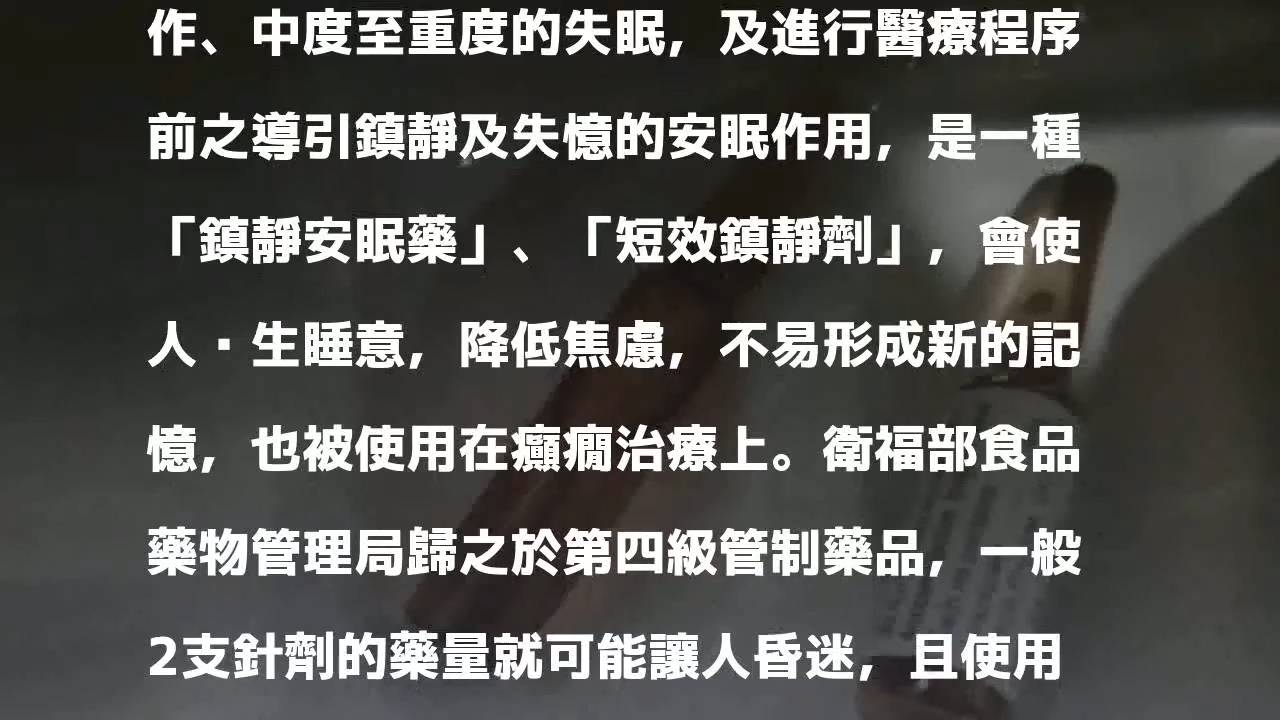 作、中度至重度的失眠，及進行醫療程序
前之導引鎮靜及失憶的安眠作用，是一種
「鎮靜安眠藥」、「短效鎮靜劑」，會使
人·生睡意，降低焦慮，不易形成新的記
憶，也被使用在癲癇治療上。衛福部食品
藥物管理局歸之於第四級管制藥品，一般
2支針劑的藥量就可能讓人昏迷，且使用